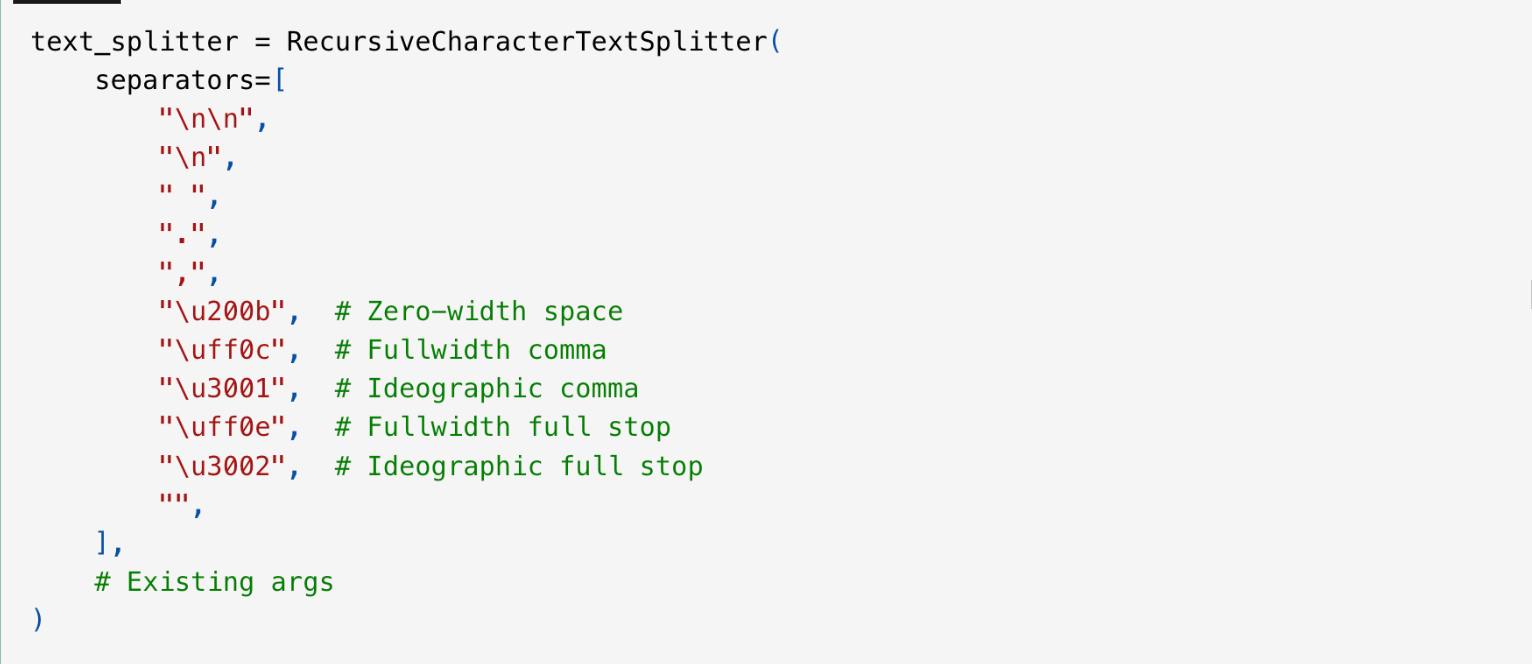 text_splitter = RecursiveCharacterTextSplitter(
    separators=[
        "\n\n",
        "\n",
        " ",
        ".",
        ",",
        "\u200b",  # Zero-width space
        "\uff0c",  # Fullwidth comma
        "\u3001",  # Ideographic comma
        "\uff0e",  # Fullwidth full stop
        "\u3002",  # Ideographic full stop
        "",
    ],
    # Existing args
)